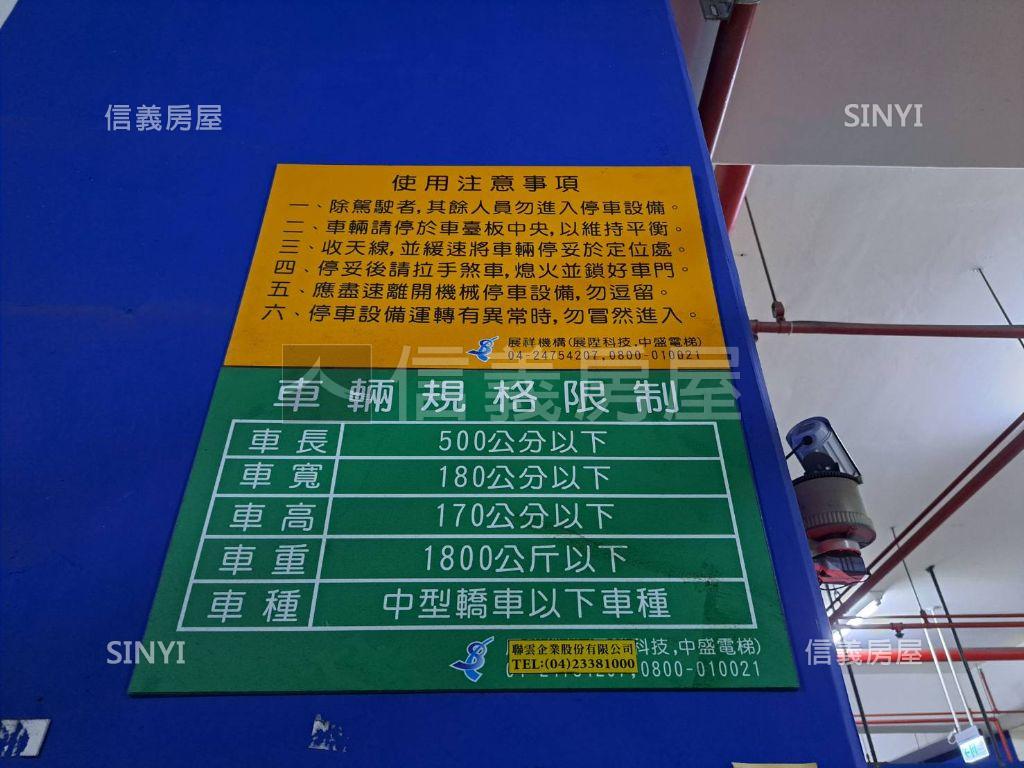 信義房屋
SINYI
使用注意事項
一、除駕駛者,其餘人員勿進入停車設備。
二、車輛請停於車臺板中央,以維持平衡。
三、收天線,並緩速將車輛停妥於定位處。
四、停妥後請拉手煞車,熄火並鎖好車門。
五、應盡速離開機械停車設備,勿逗留。
六、停車設備運轉有異常時,勿冒然進入。
展祥機構(展陞科技,中盛電梯)
04-24754207,0800-010021
信義房屋
車輛規格限制
車長 500公分以下
車寬 180公分以下
車高 170公分以下
車重 1800公斤以下
車種 中型轎車以下車種
科技,中盛電梯)
聯雲企業股份有限公司
TEL:(04)23381000
0800-010021
SINYI
信義房屋